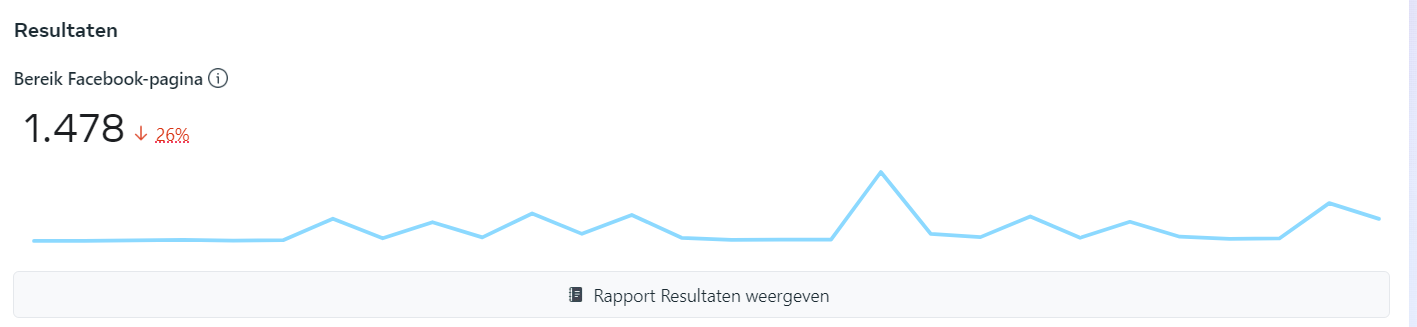 Resultaten
Bereik Facebook-pagina
1.478 ↓ 26%
Rapport Resultaten weergeven